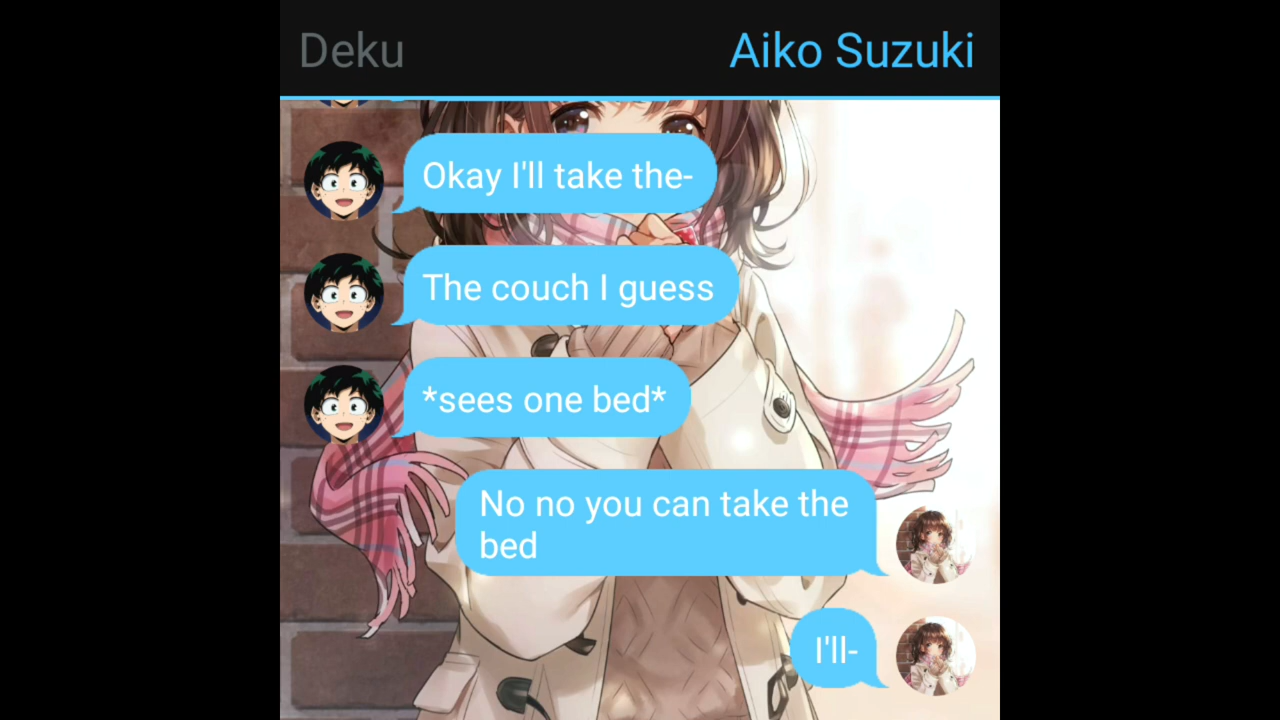 Deku
Aiko Suzuki
Okay I'll take the-
The couch I guess
*sees one bed*
No no you can take the
bed
I'll-